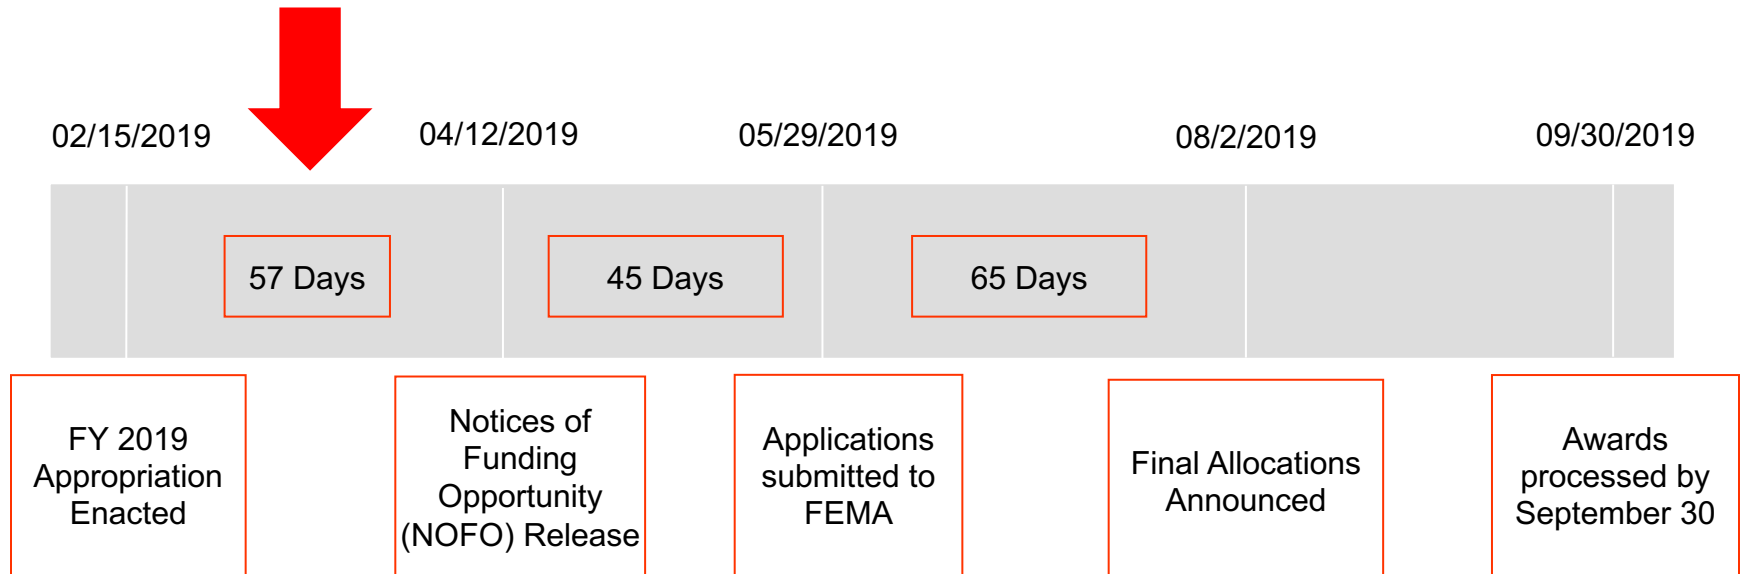 02/15/2019
04/12/2019
05/29/2019
08/2/2019
09/30/2019
57 Days
45 Days
65 Days
FY 2019
Appropriation
Enacted
Notices of
Funding
Opportunity
(NOFO) Release
Applications
submitted to
FEMA
Final Allocations
Announced
Awards
processed by
September 30